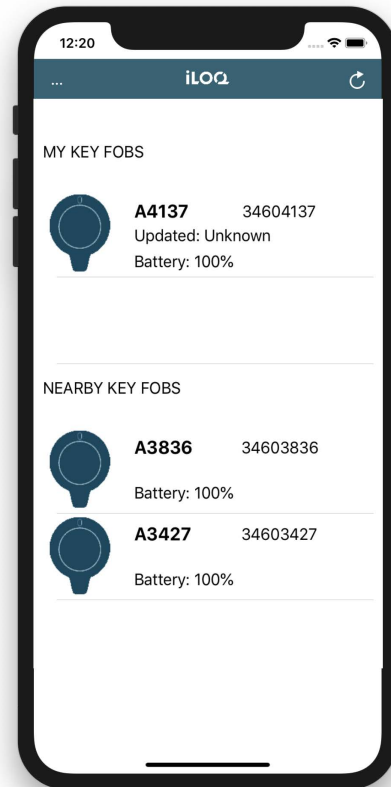 12:20
...
iLOQ
MY KEY FOBS
A4137 34604137
Updated: Unknown
Battery: 100%
NEARBY KEY FOBS
A3836 34603836
Battery: 100%
A3427 34603427
Battery: 100%